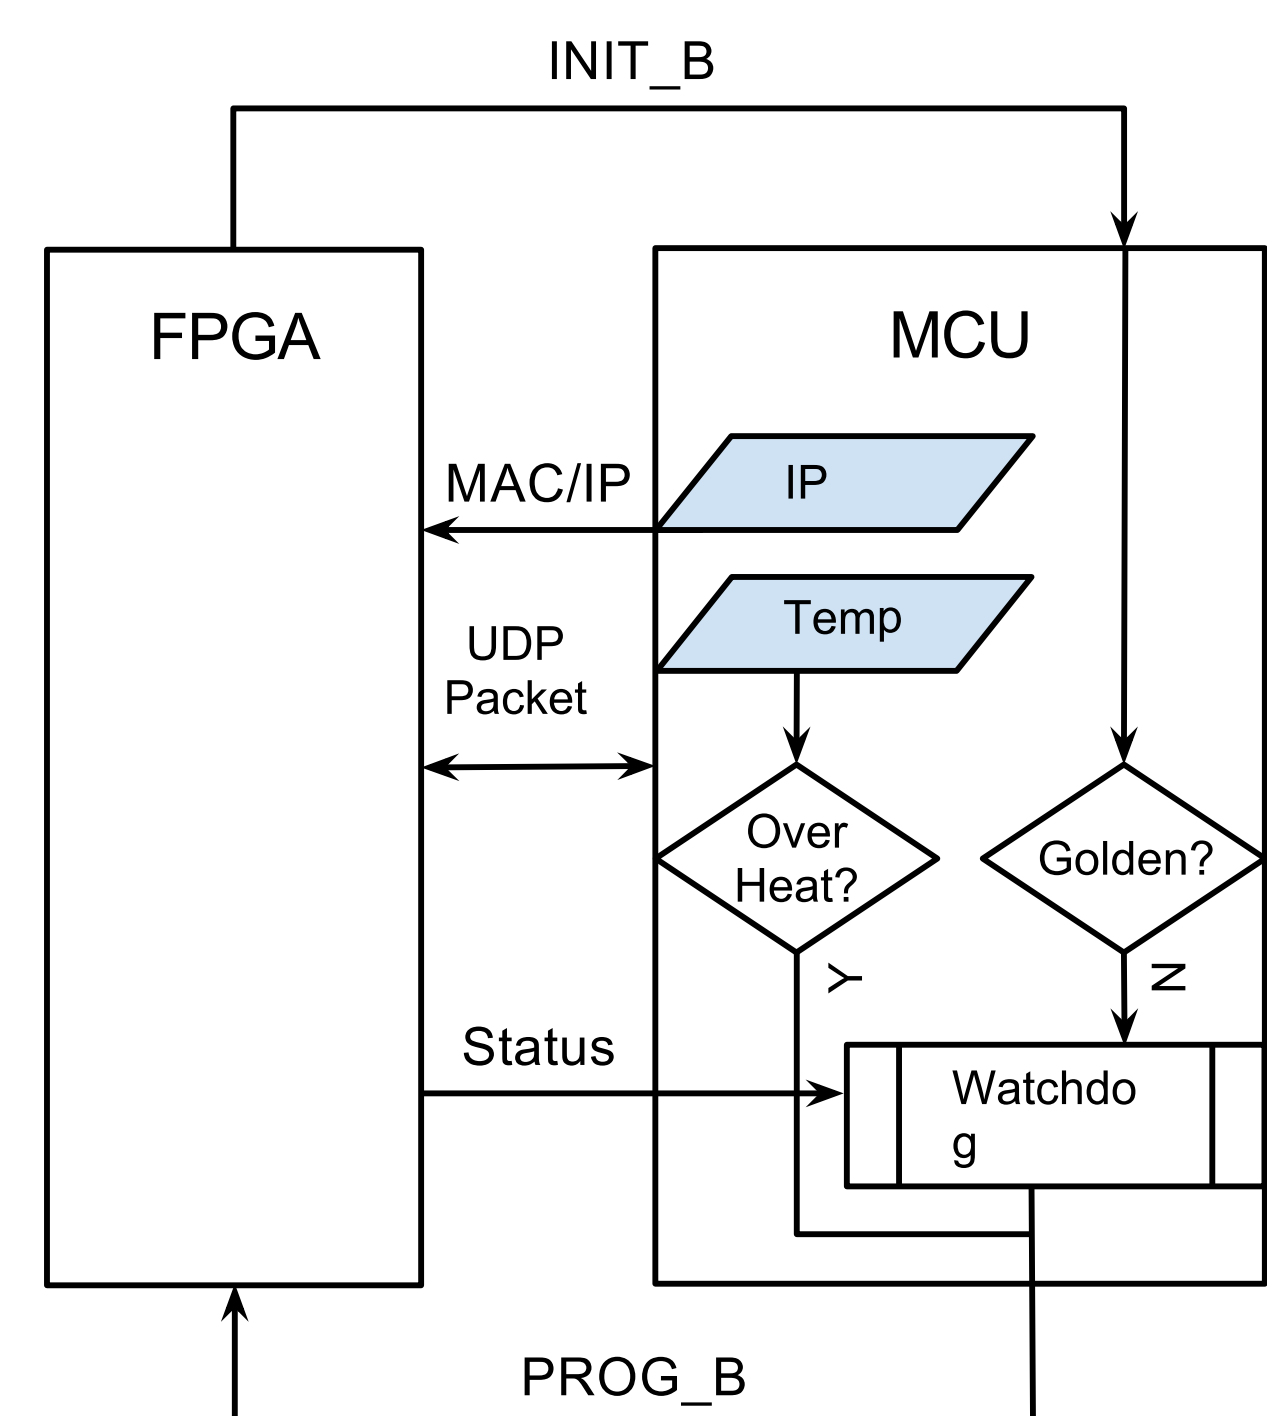 INIT_B
FPGA
MCU
IP
MAC/IP
Temp
UDP
Packet
Over
Heat?
Golden?
Y
N
Status
Watchdo
g
PROG_B